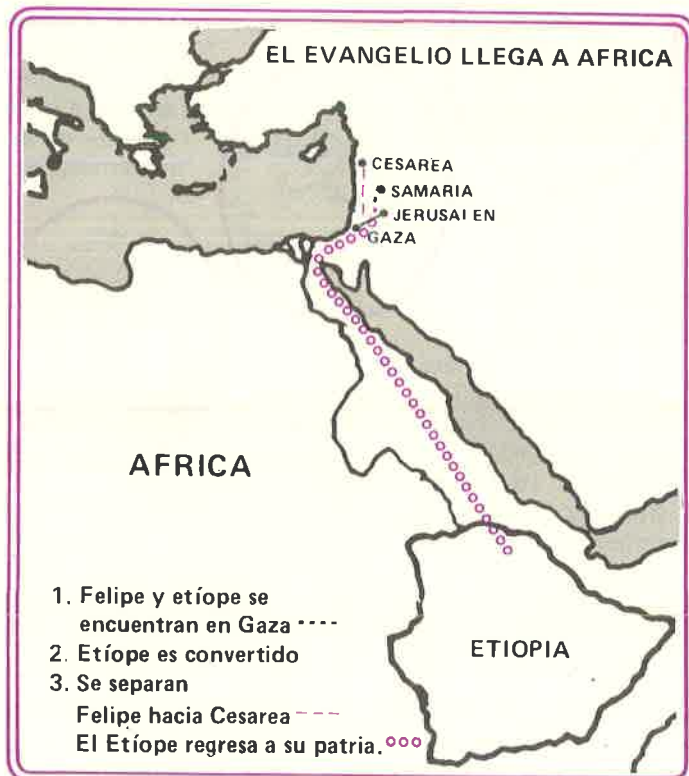 EL EVANGELIO LLEGA A AFRICA
CESAREA
SAMARIA
JERUSAI EN
GAZA
AFRICA
ETIOPIA
1. Felipe y etíope se
encuentran en Gaza ----
2. Etíope es convertido
3. Se separan
Felipe hacia Cesarea ---
El Etíope regresa a su patria. ooo